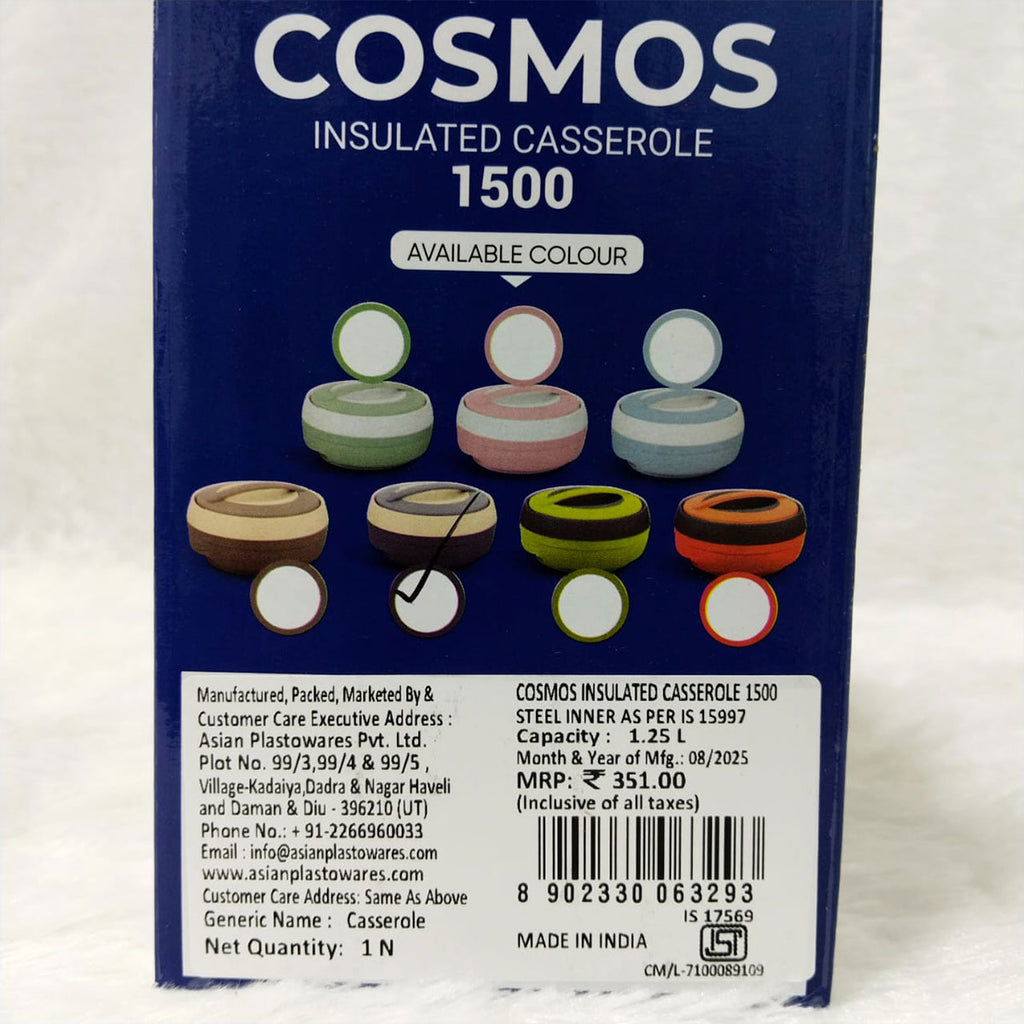 COSMOS
INSULATED CASSEROLE
1500
AVAILABLE COLOUR
Manufactured, Packed, Marketed By &
Customer Care Executive Address :
Asian Plastowares Pvt. Ltd.
Plot No. 99/3,99/4 & 99/5 ,
Village-Kadaiya,Dadra & Nagar Haveli
and Daman & Diu - 396210 (UT)
Phone No.: + 91-2266960033
Email : info@asianplastowares.com
www.asianplastowares.com
Customer Care Address: Same As Above
Generic Name : Casserole
Net Quantity: 1 N
COSMOS INSULATED CASSEROLE 1500
STEEL INNER AS PER IS 15997
Capacity : 1.25 L
Month & Year of Mfg.: 08/2025
MRP: ₹ 351.00
(Inclusive of all taxes)
8 902330 063293
IS 17569
MADE IN INDIA
CM/L-7100089109